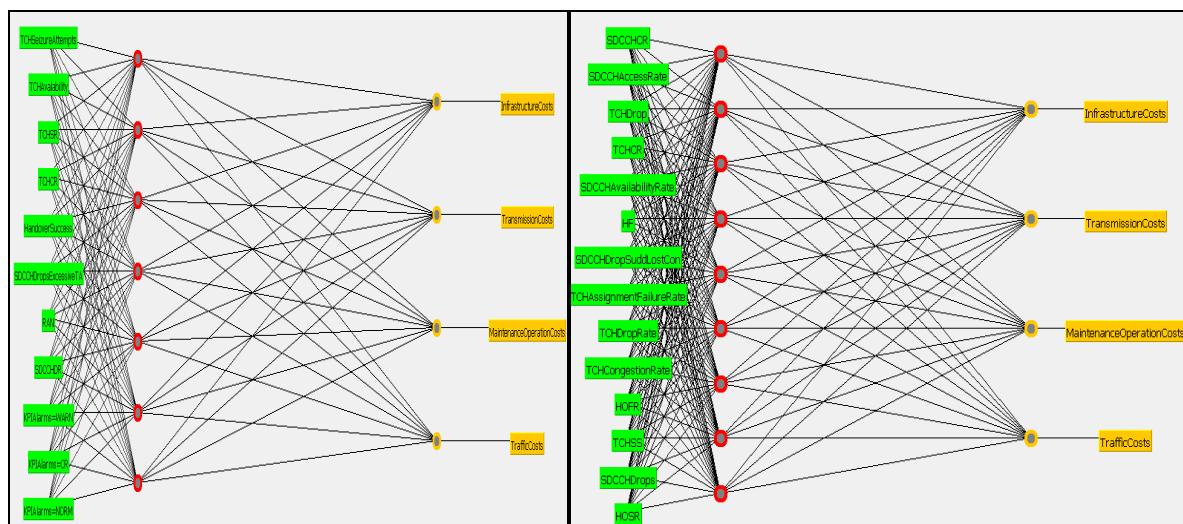 TCHSeizureAttempts
TCHAvailability
TCHSR
TCHCR
HandoverSuccess
SDCCHDropsExcessiveTA
RAN
SDCCHDR
KPIAlarms=WARN
KPIAlarms=CR
KPIAlarms=NORM
InfrastructureCosts
TransmissionCosts
MaintenanceOperationCosts
TrafficCosts
SDCCHCR
SDCCHAccessRate
TCHDrop
TCHCR
SDCCHAvailabilityRate
HF
SDCCHDropSuddLostCon
TCHAssignmentFailureRate
TCHDropRate
TCHCongestionRate
HOFR
TCHSS
SDCCHDrops
HOSR
InfrastructureCosts
TransmissionCosts
MaintenanceOperationCosts
TrafficCosts